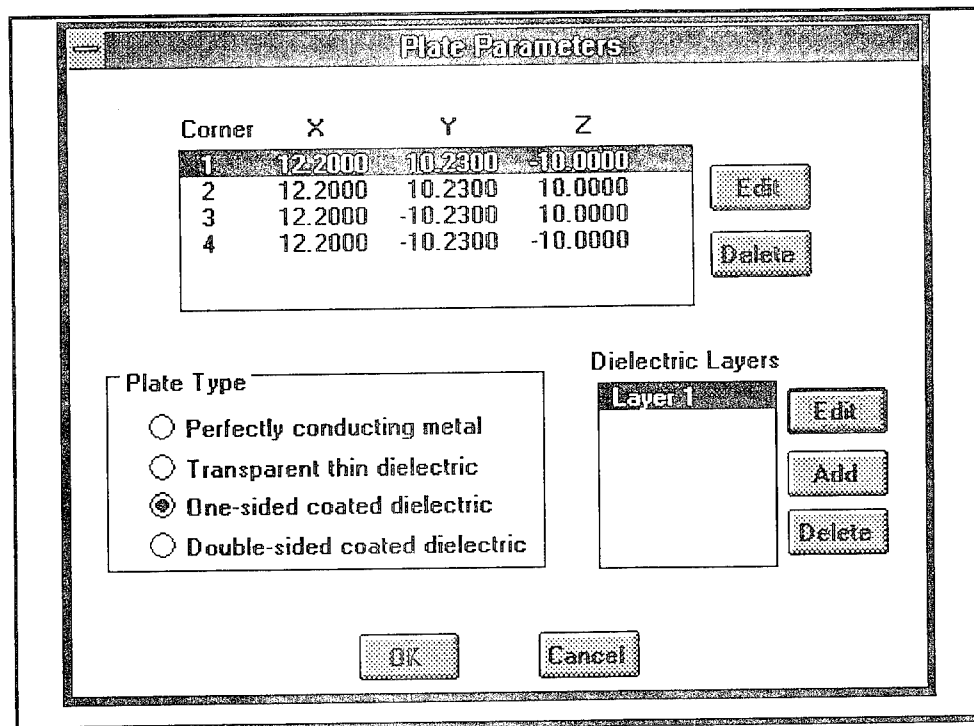 Plate Parameters
Corner X Y Z
1 12.2000 10.2300 -10.0000
2 12.2000 10.2300 10.0000
3 12.2000 -10.2300 10.0000
4 12.2000 -10.2300 -10.0000
Edit
Delete
Plate Type
Perfectly conducting metal
Transparent thin dielectric
One-sided coated dielectric
Double-sided coated dielectric
Dielectric Layers
Layer 1
Edit
Add
Delete
OK
Cancel